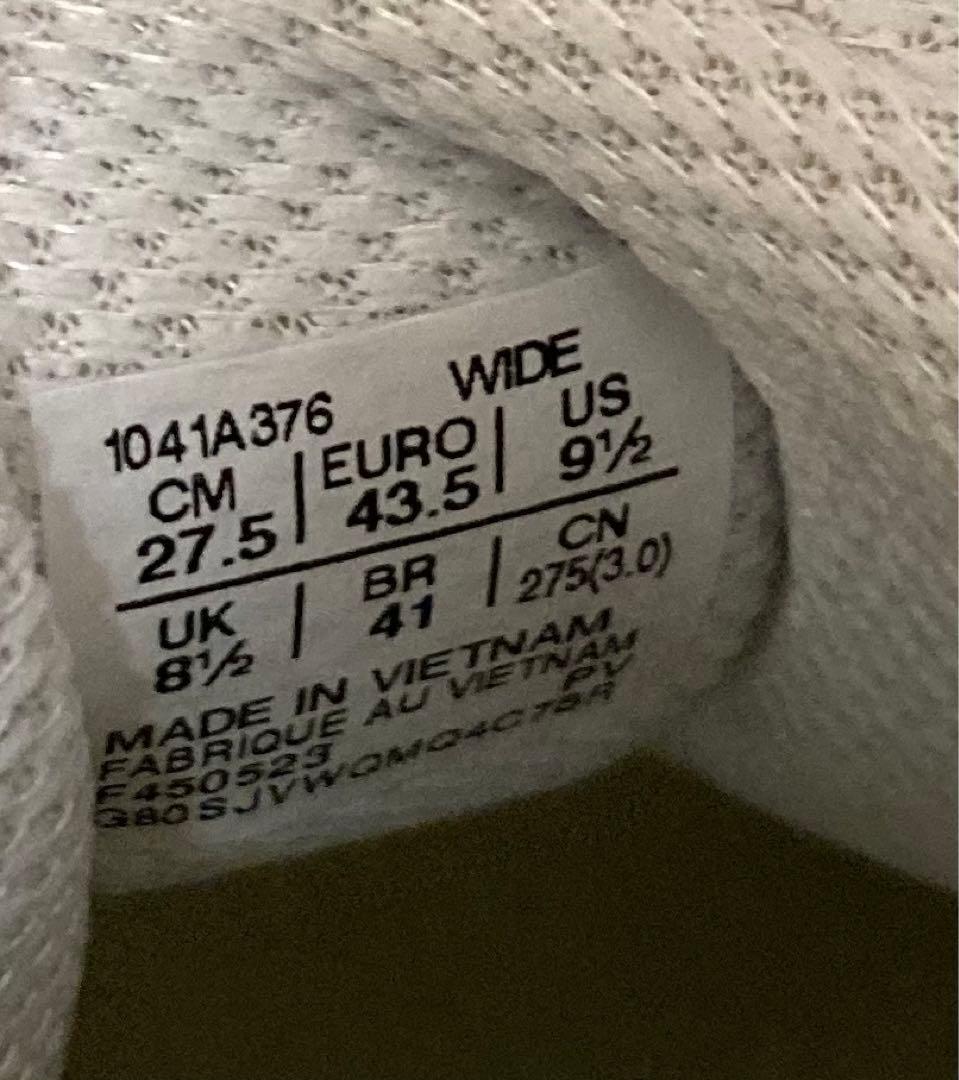 1041A376 WIDE
CM | EURO | US
27.5 | 43.5 | 9½
UK | BR | CN
8½ | 41 | 275(3.0)
MADE IN VIETNAM
FABRIQUE AU VIETNAM
F450523 PV